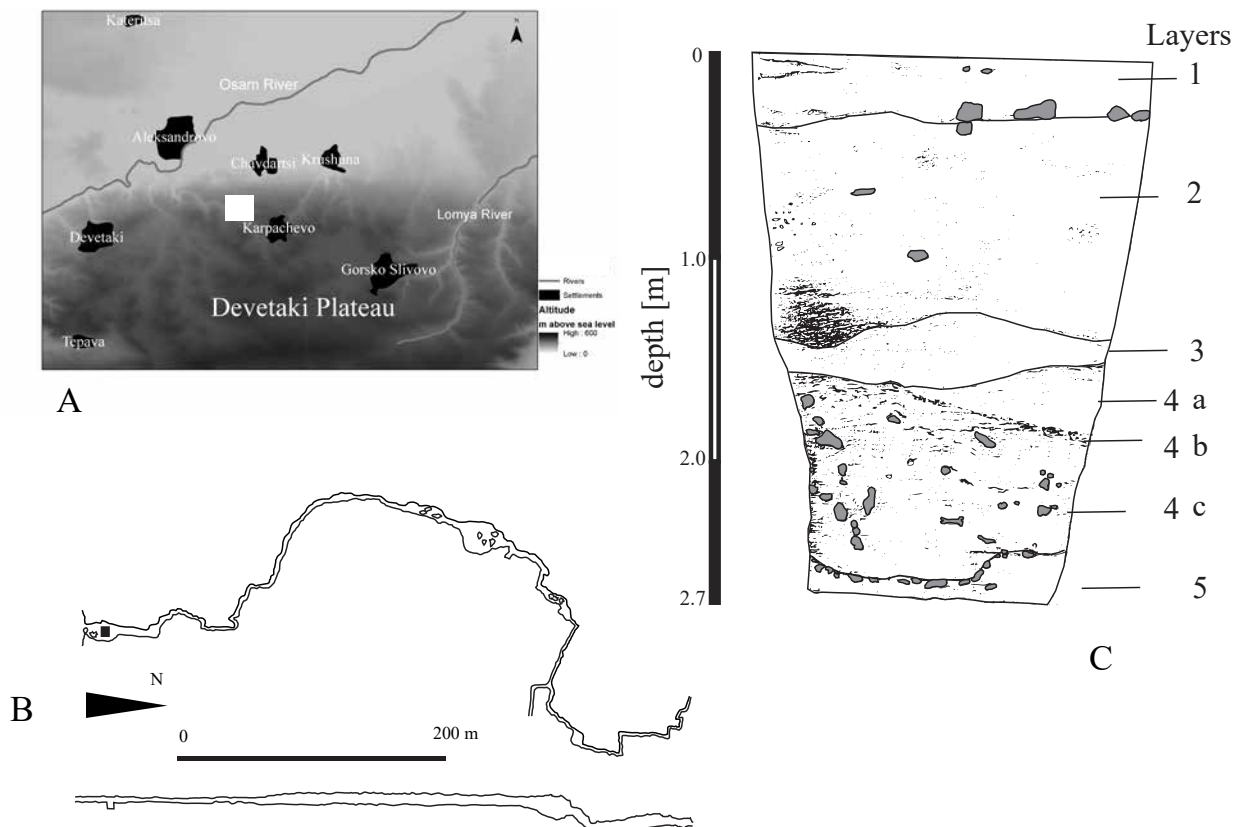 Kateritsa
N
Osam River
Aleksandrovo
Chavdartsi
Krushuna
Lomya River
Devetaki
Karpachevo
Gorsko Slivovo
Devetaki Plateau
Tepava
Rivers
Settlements
Altitude
m above sea level
High : 600
Low : 0
A
B
N
0
200 m
Layers
0
1
2
1.0
depth [m]
3
4 a
4 b
2.0
4 c
5
2.7
C